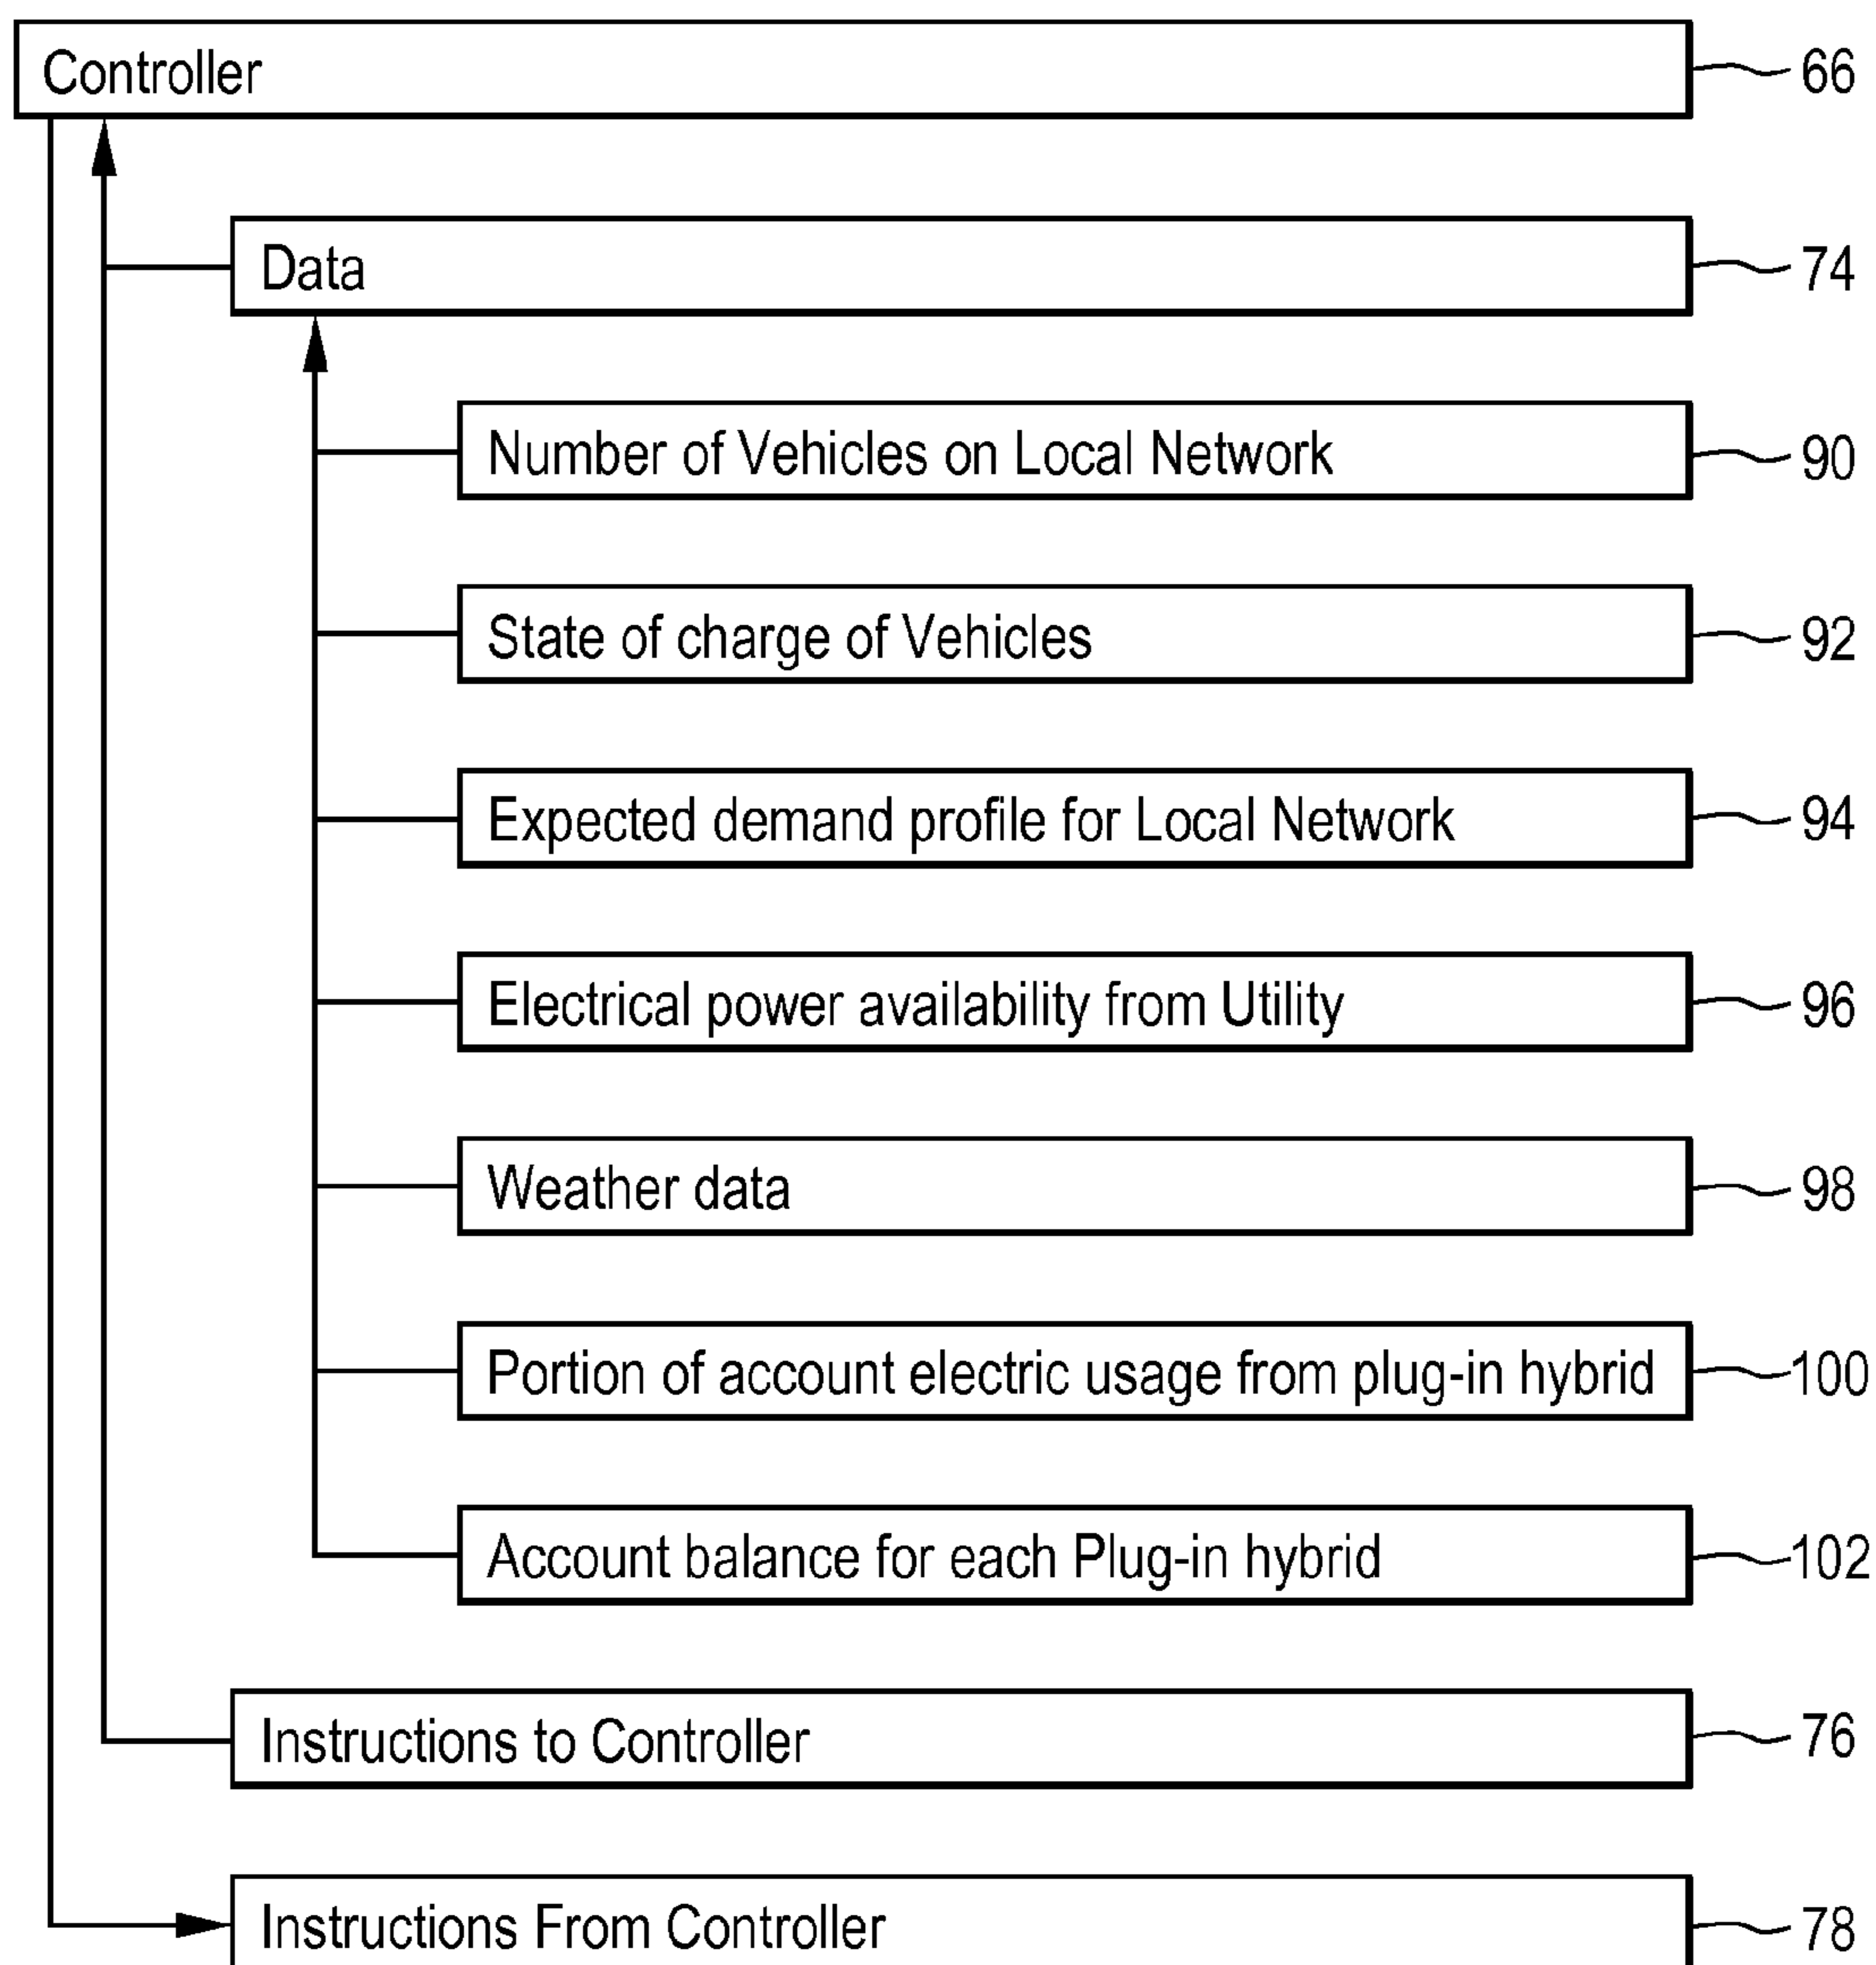 Controller 66
Data 74
Number of Vehicles on Local Network 90
State of charge of Vehicles 92
Expected demand profile for Local Network 94
Electrical power availability from Utility 96
Weather data 98
Portion of account electric usage from plug-in hybrid 100
Account balance for each Plug-in hybrid 102
Instructions to Controller 76
Instructions From Controller 78